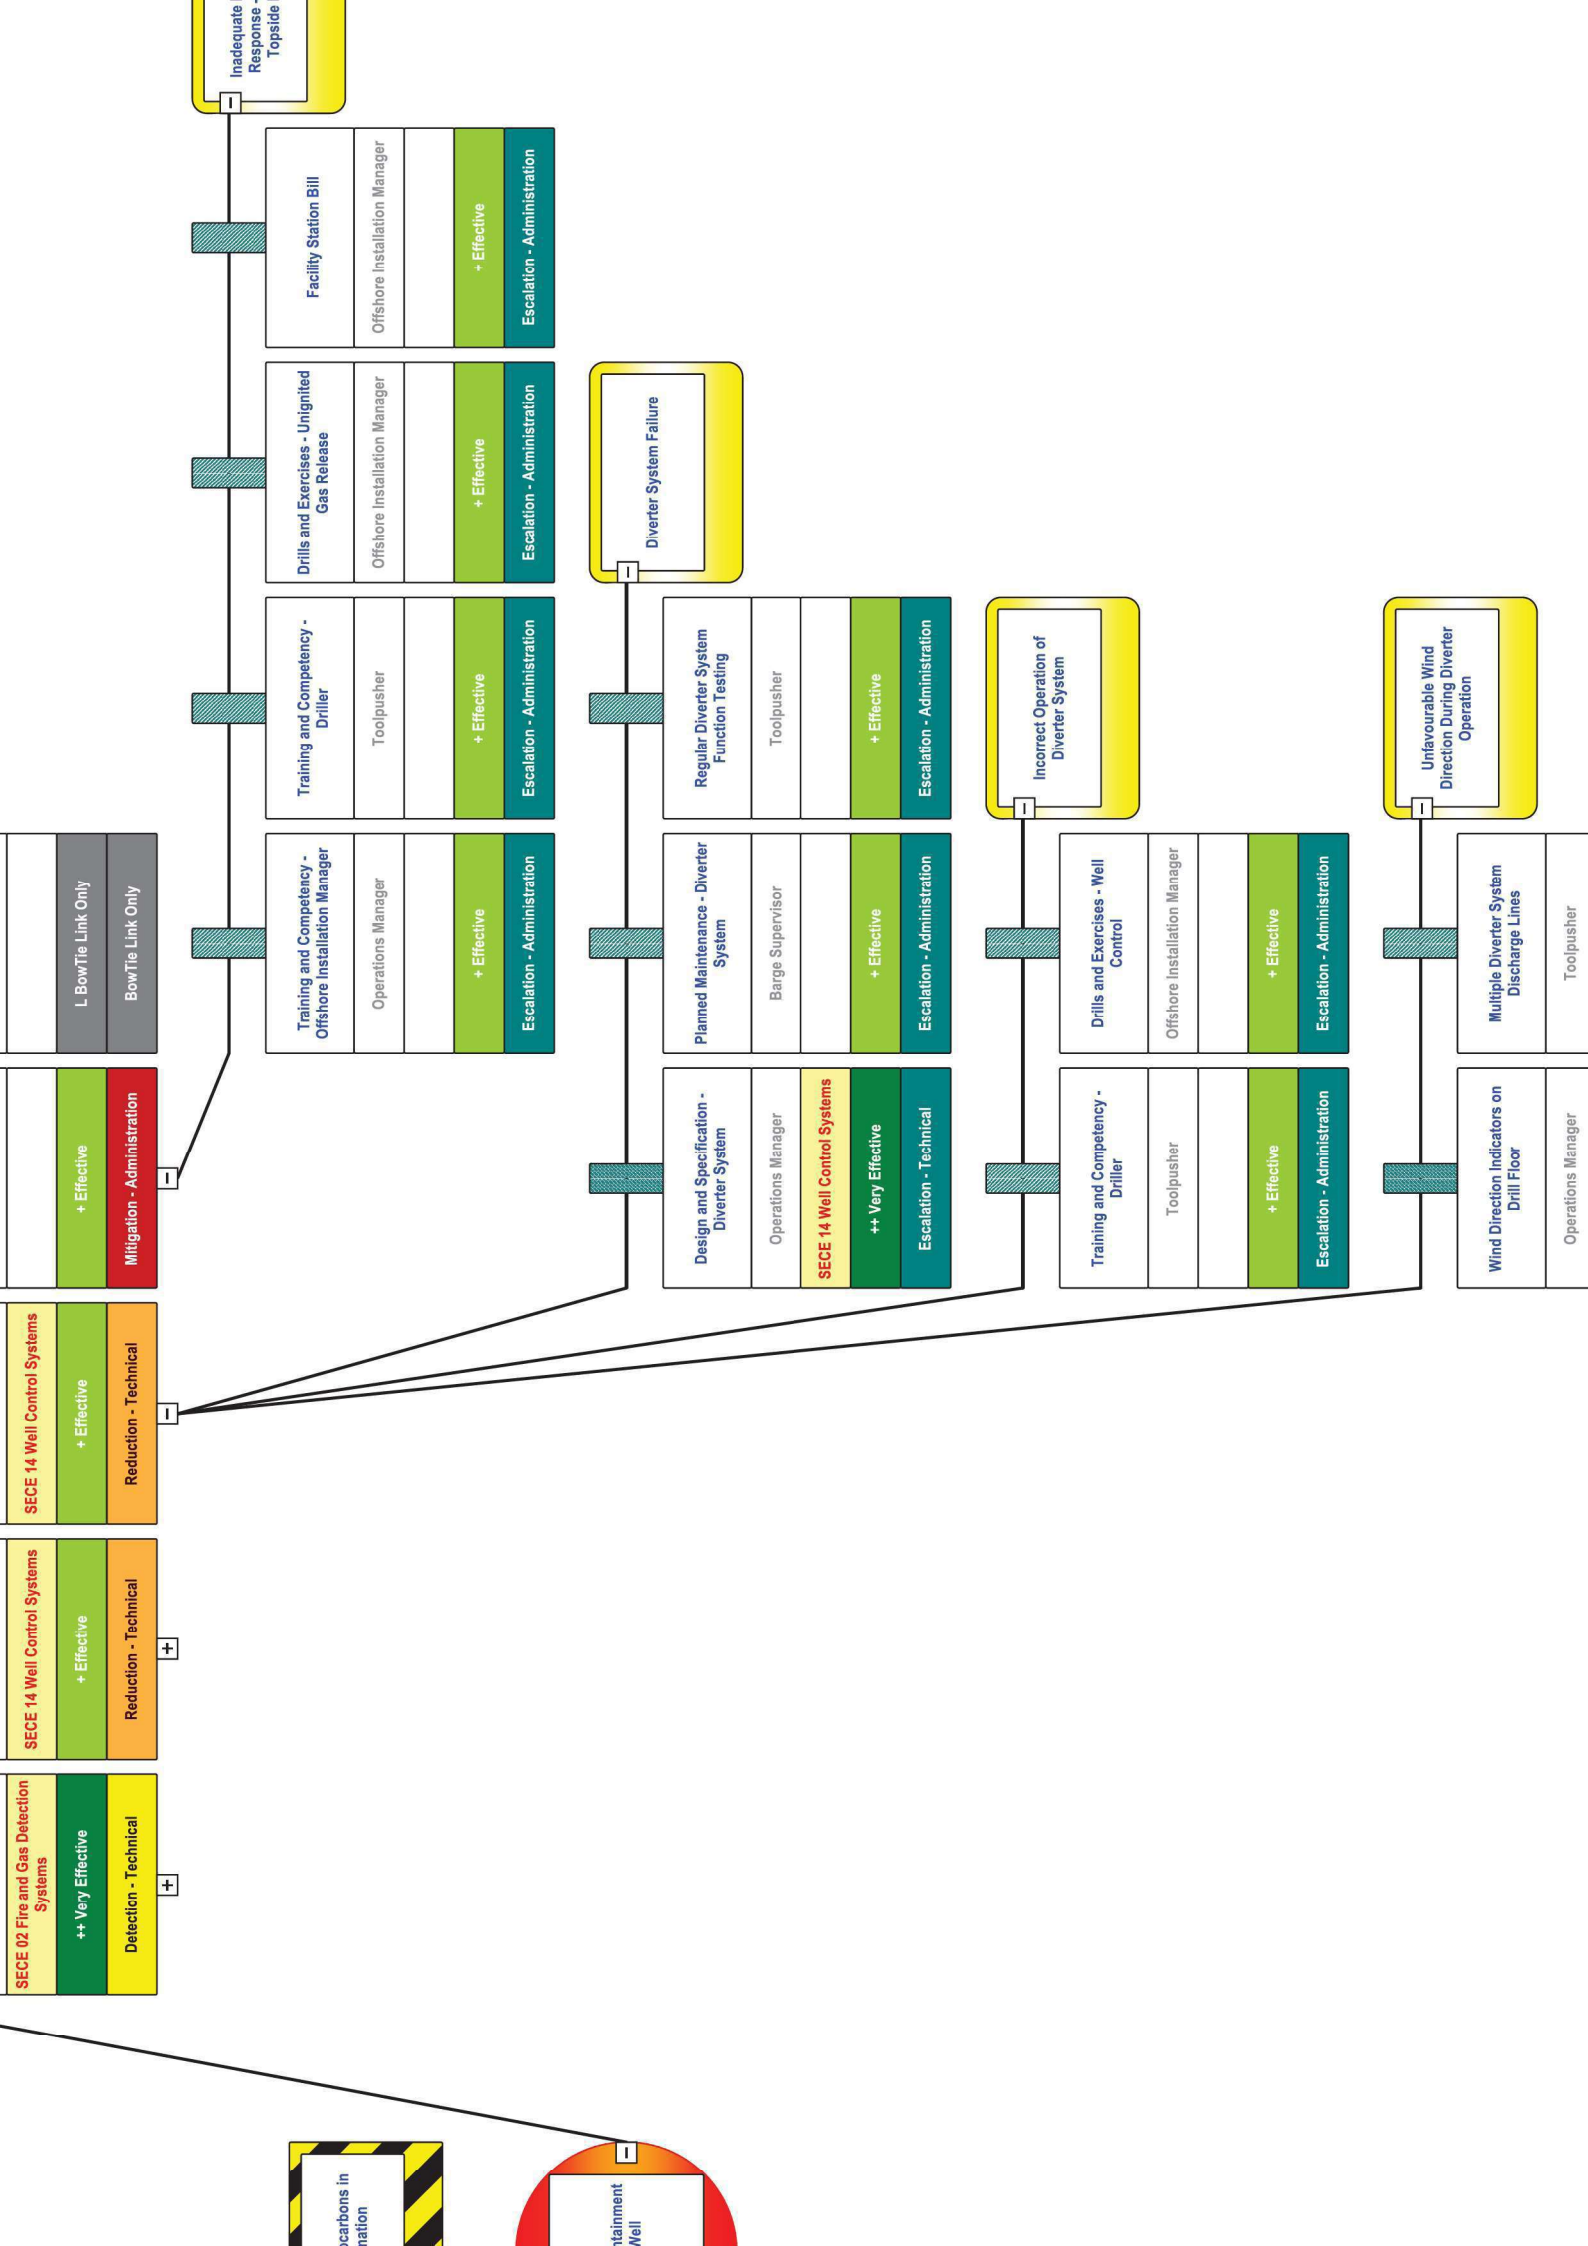 SECE 02 Fire and Gas Detection
Systems
++ Very Effective
Detection - Technical
+
SECE 14 Well Control Systems
+ Effective
Reduction - Technical
+
SECE 14 Well Control Systems
+ Effective
Reduction - Technical
−
+ Effective
Mitigation - Administration
−
L BowTie Link Only
BowTie Link Only
Inadequate
Response -
Topside
−
Training and Competency -
Offshore Installation Manager
Operations Manager
+ Effective
Escalation - Administration
Training and Competency -
Driller
Toolpusher
+ Effective
Escalation - Administration
Drills and Exercises - Unignited
Gas Release
Offshore Installation Manager
+ Effective
Escalation - Administration
Facility Station Bill
Offshore Installation Manager
+ Effective
Escalation - Administration
ocarbons in
mation
ntainment
Well
−
Diverter System Failure
−
Design and Specification -
Diverter System
Operations Manager
SECE 14 Well Control Systems
++ Very Effective
Escalation - Technical
Planned Maintenance - Diverter
System
Barge Supervisor
+ Effective
Escalation - Administration
Regular Diverter System
Function Testing
Toolpusher
+ Effective
Escalation - Administration
Incorrect Operation of
Diverter System
−
Training and Competency -
Driller
Toolpusher
+ Effective
Escalation - Administration
Drills and Exercises - Well
Control
Offshore Installation Manager
+ Effective
Escalation - Administration
Unfavourable Wind
Direction During Diverter
Operation
−
Wind Direction Indicators on
Drill Floor
Operations Manager
Multiple Diverter System
Discharge Lines
Toolpusher